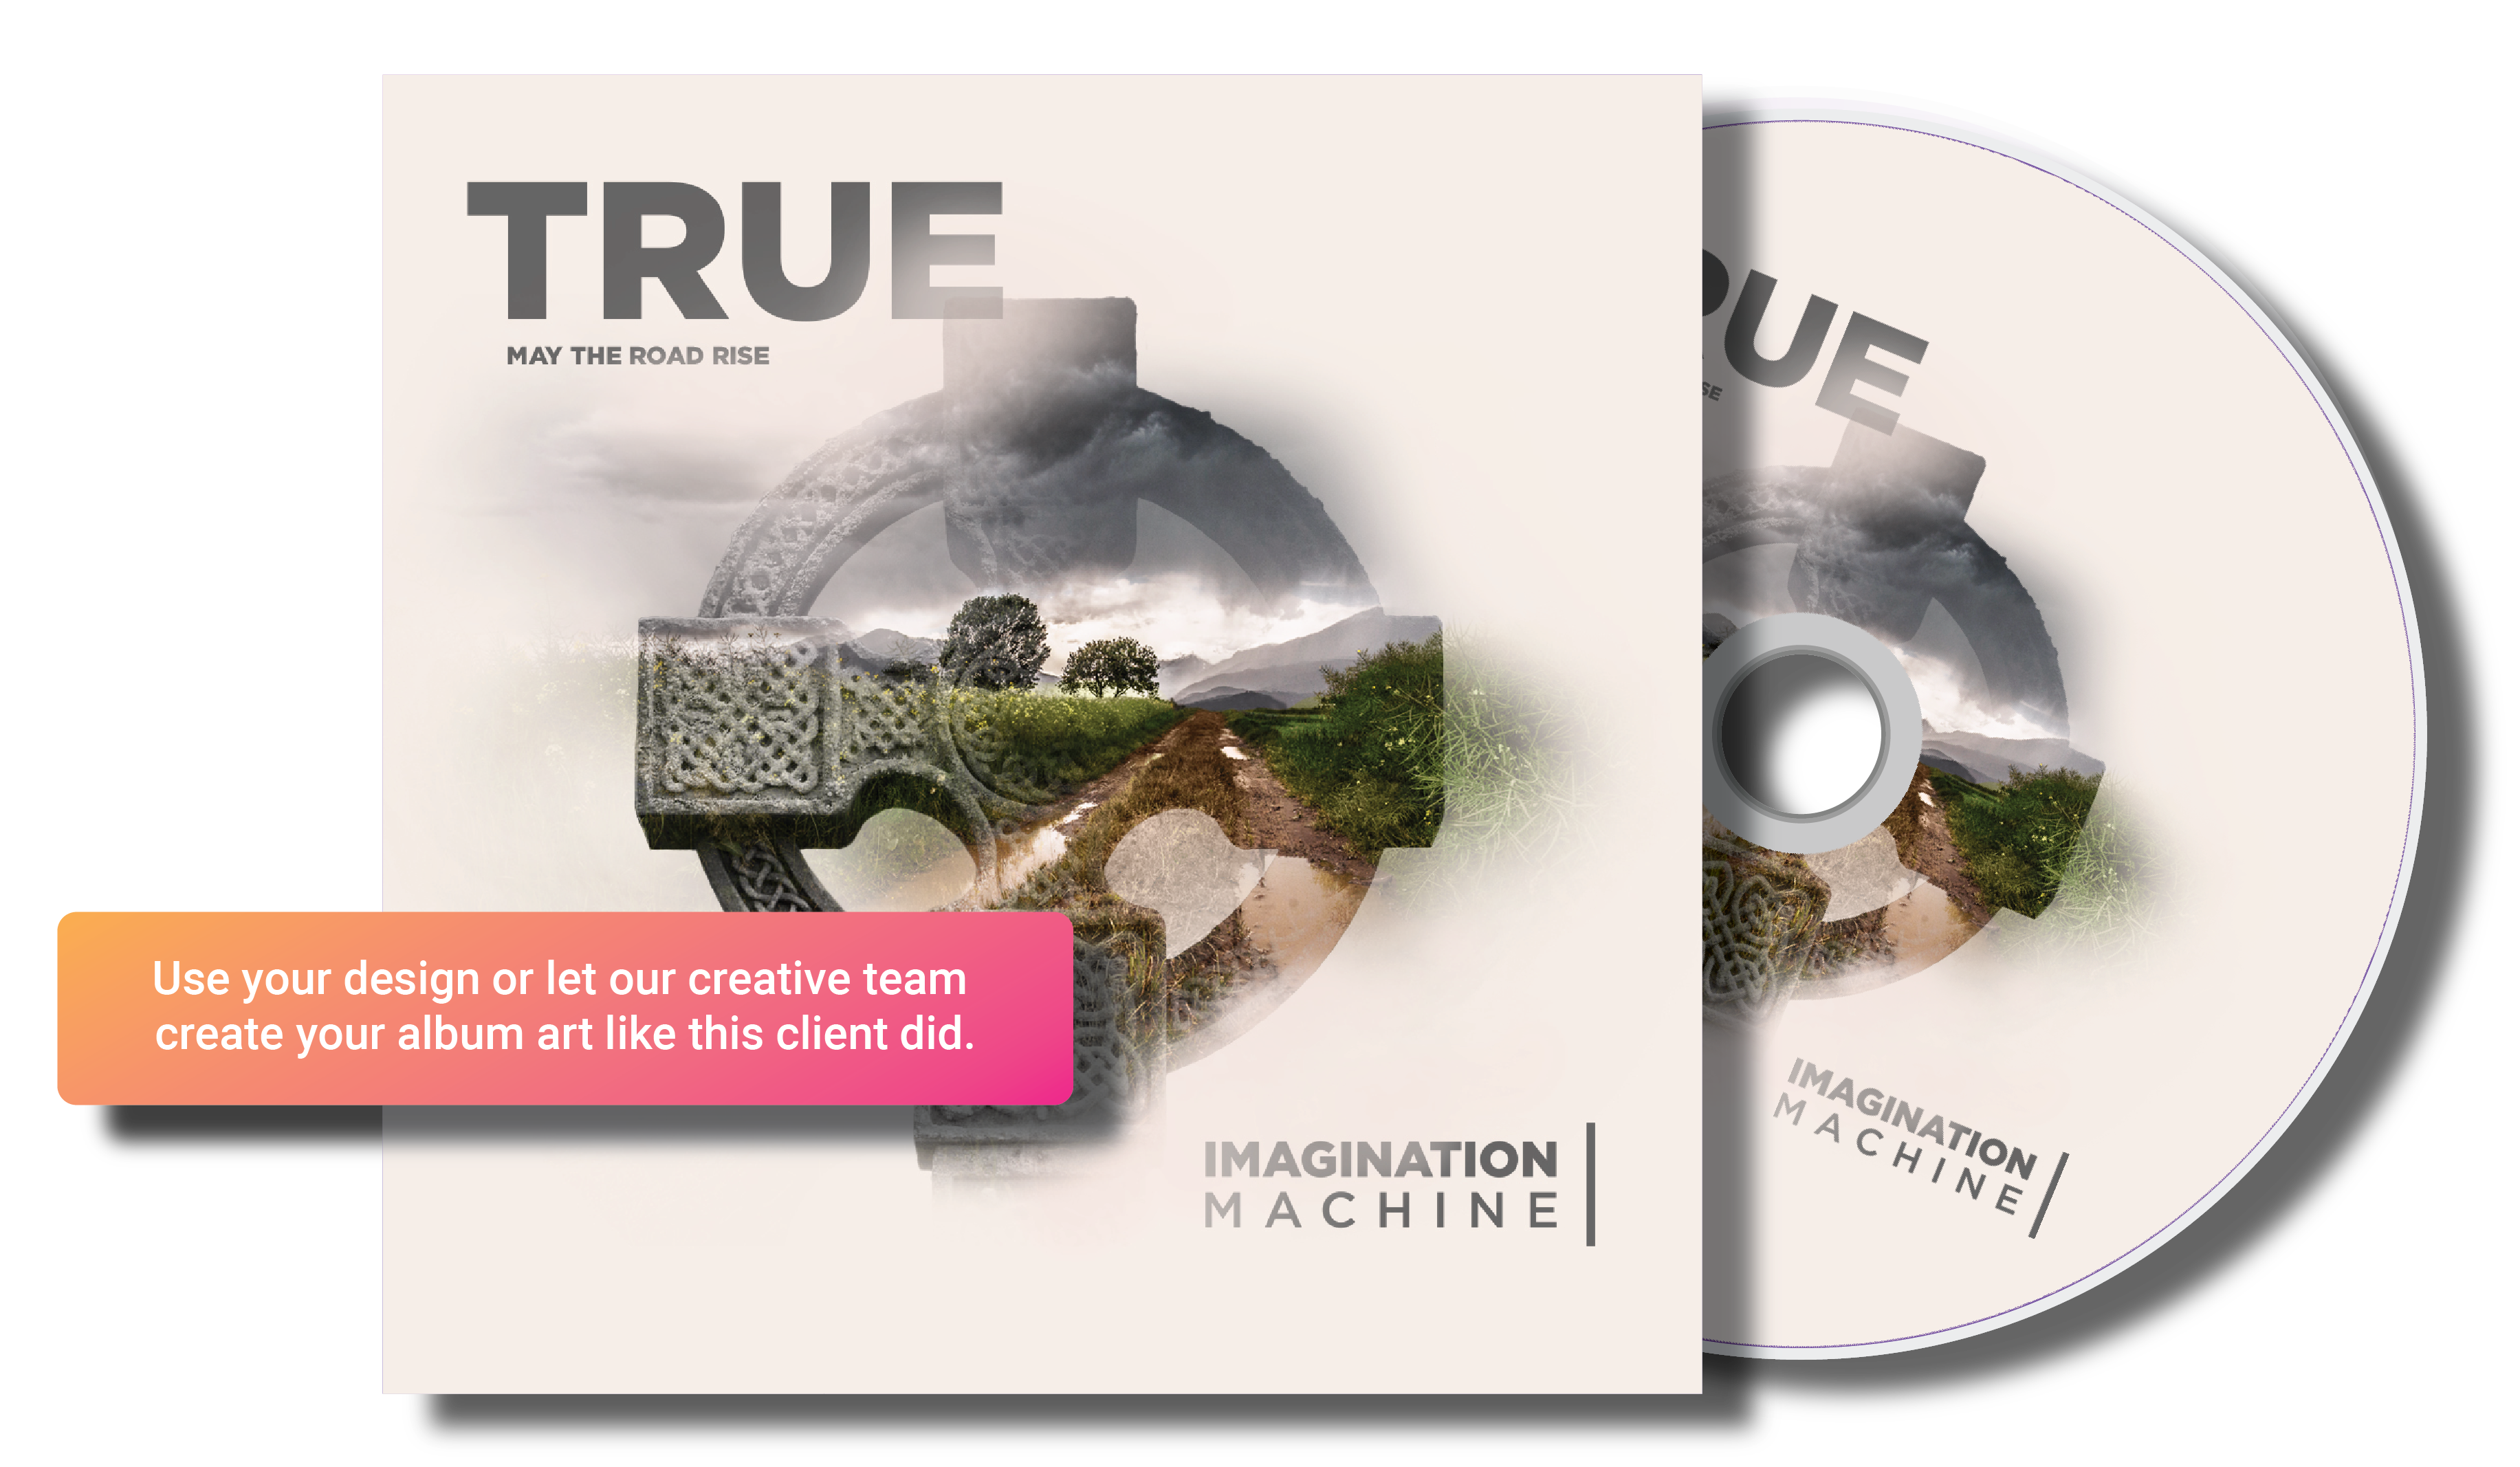 TRUE
MAY THE ROAD RISE
Use your design or let our creative team
create your album art like this client did.
IMAGINATION
MACHINE
UE
SE
IMAGINATION
MACHINE